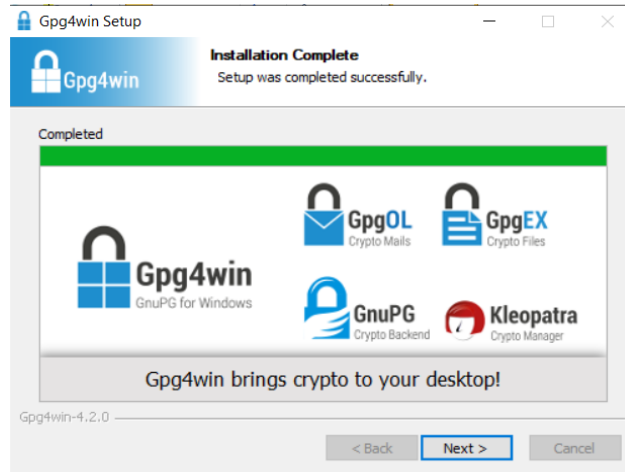 Gpg4win Setup
Gpg4win
Installation Complete
Setup was completed successfully.
Completed
Gpg4win
GnuPG for Windows
GpgOL
Crypto Mails
GpgEX
Crypto Files
GnuPG
Crypto Backend
Kleopatra
Crypto Manager
Gpg4win brings crypto to your desktop!
Gpg4win-4.2.0
< Back
Next >
Cancel